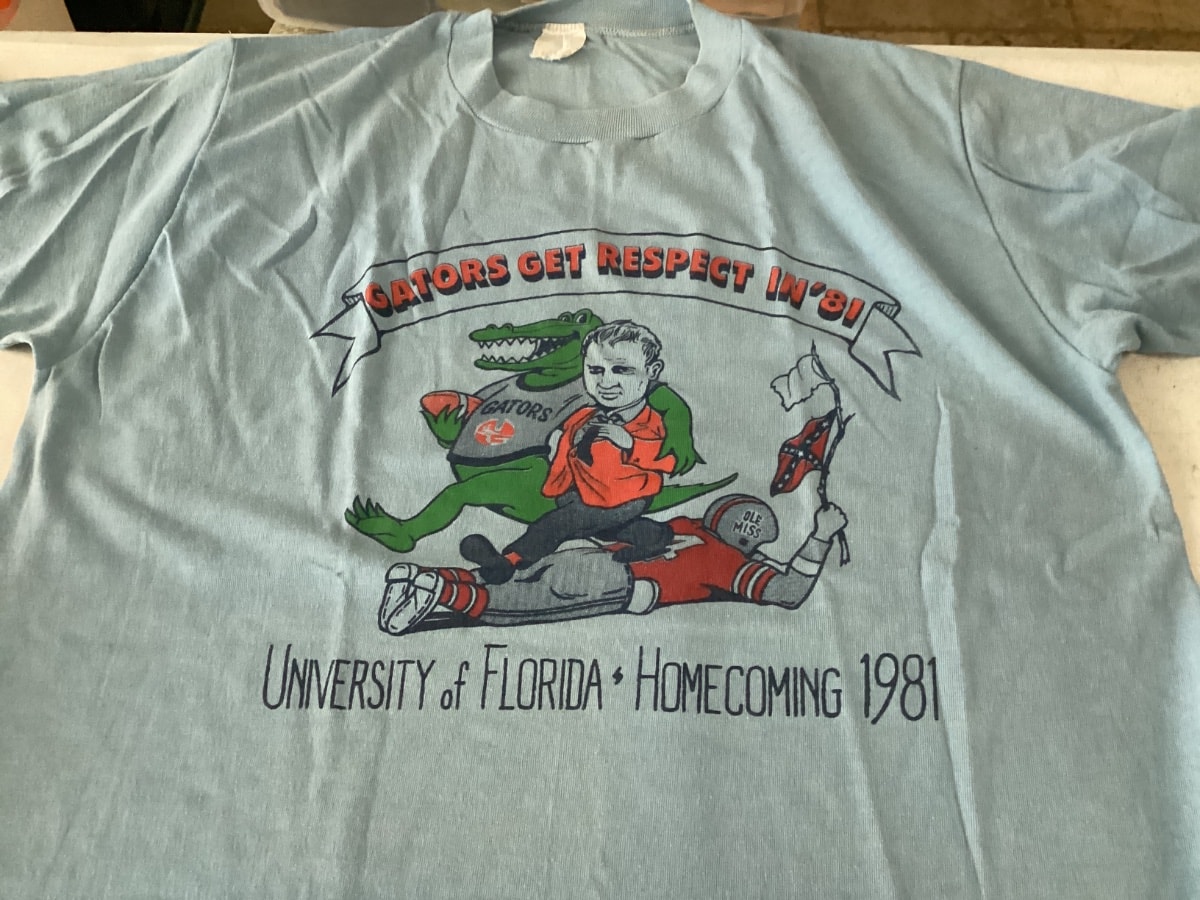 GATORS GET RESPECT IN '81
GATORS!
OLE
MISS
UNIVERSITY of FLORIDA • HOMECOMING 1981